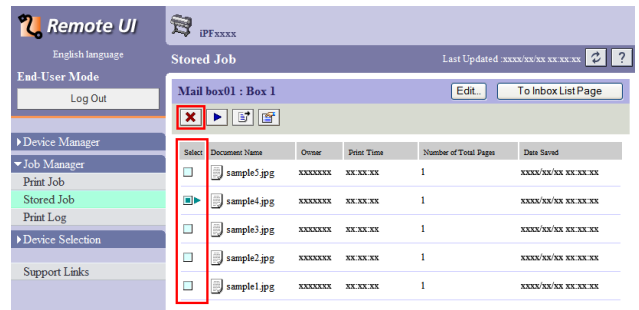 Remote UI
iPFxxxx
English language
Stored Job
Last Updated :xxxx/xx/xx xx:xx:xx
?
End-User Mode
Log Out
Mail box01 : Box 1
Edit...
To Inbox List Page
Device Manager
Job Manager
Print Job
Stored Job
Print Log
Device Selection
Support Links
Select Document Name Owner Print Time Number of Total Pages Date Saved
sample5.jpg xxxxxxx xx:xx:xx 1 xxxx/xx/xx xx:xx:xx
sample4.jpg xxxxxxx xx:xx:xx 1 xxxx/xx/xx xx:xx:xx
sample3.jpg xxxxxxx xx:xx:xx 1 xxxx/xx/xx xx:xx:xx
sample2.jpg xxxxxxx xx:xx:xx 1 xxxx/xx/xx xx:xx:xx
sample1.jpg xxxxxxx xx:xx:xx 1 xxxx/xx/xx xx:xx:xx